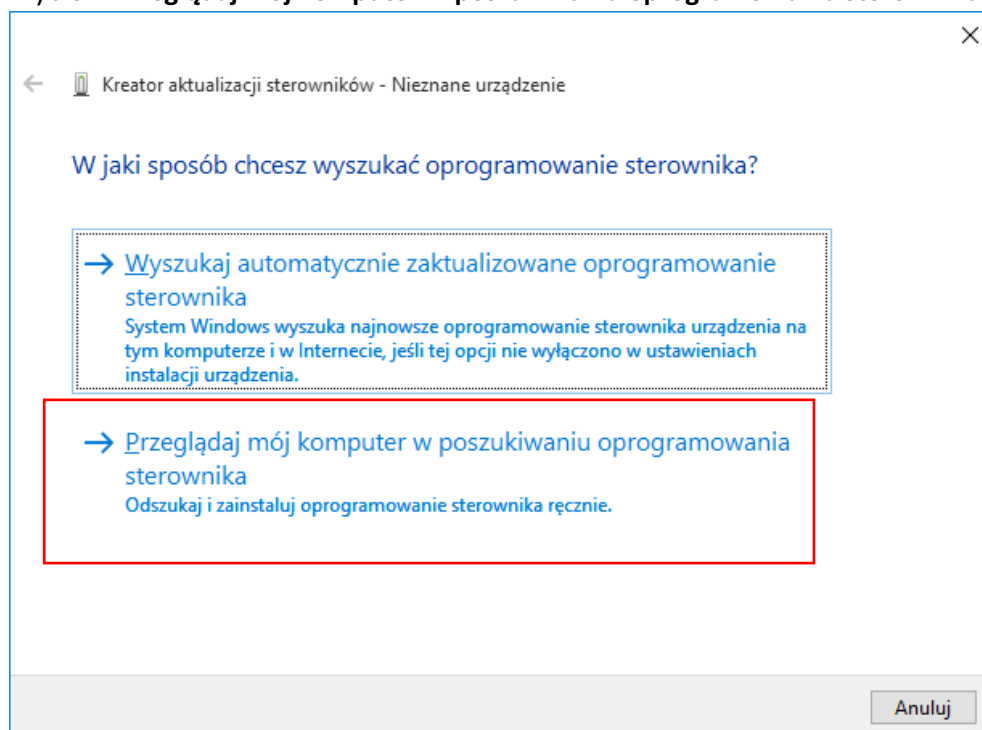 Kreator aktualizacji sterowników - Nieznane urządzenie
W jaki sposób chcesz wyszukać oprogramowanie sterownika?
Wyszukaj automatycznie zaktualizowane oprogramowanie
sterownika
System Windows wyszuka najnowsze oprogramowanie sterownika urządzenia na
tym komputerze i w Internecie, jeśli tej opcji nie wyłączono w ustawieniach
instalacji urządzenia.
Przeglądaj mój komputer w poszukiwaniu oprogramowania
sterownika
Odszukaj i zainstaluj oprogramowanie sterownika ręcznie.
Anuluj